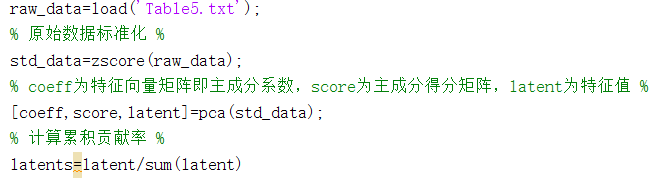 raw_data=load('Table5.txt');
% 原始数据标准化 %
std_data=zscore(raw_data);
% coeff为特征向量矩阵即主成分系数，score为主成分得分矩阵，latent为特征值 %
[coeff,score,latent]=pca(std_data);
% 计算累积贡献率 %
latents=latent/sum(latent)